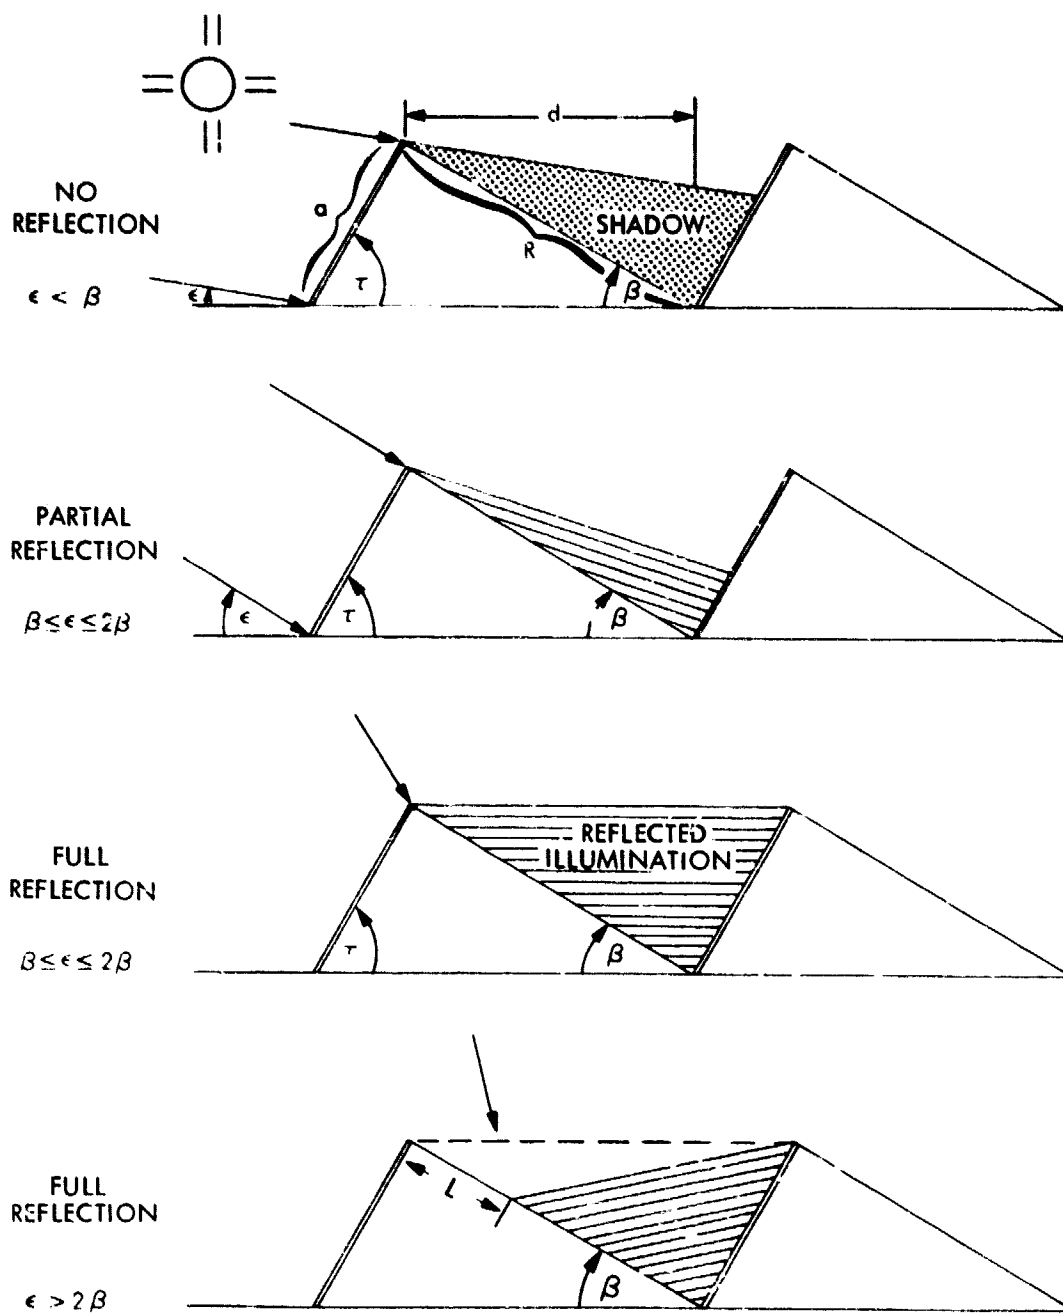 d
NO
REFLECTION
a
SHADOW
R
ϵ < β
ϵ
τ
β
PARTIAL
REFLECTION
β≤ϵ≤2β
ϵ
τ
β
FULL
REFLECTION
REFLECTED
ILLUMINATION
β≤ϵ≤2β
τ
β
FULL
REFLECTION
L
ϵ >2β
β